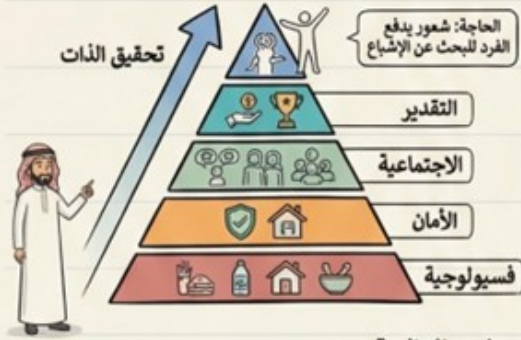 الحاجة: شعور يدفع
الفرد للبحث عن الإشباع
تحقيق الذات
التقدير
الاجتماعية
الأمان
فسيولوجية